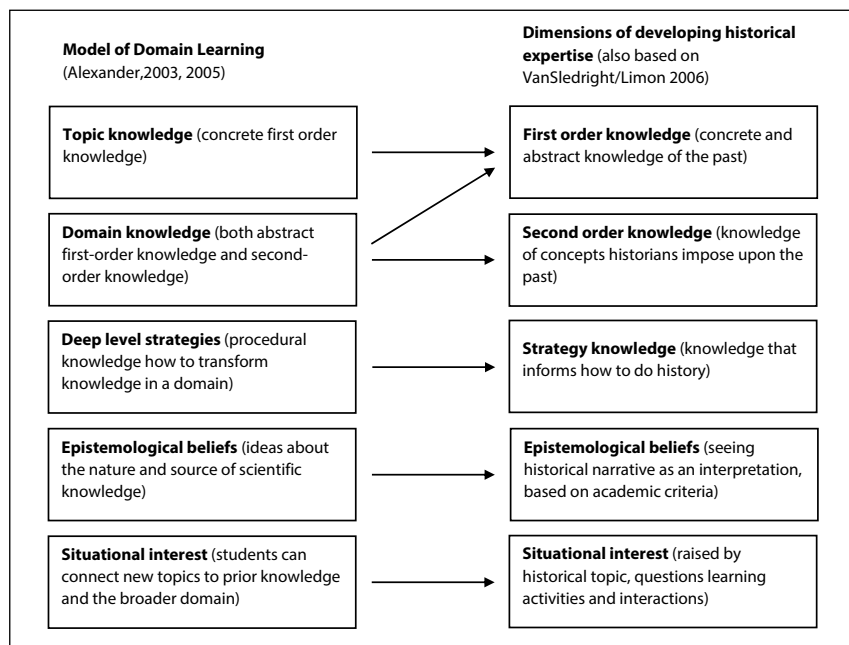 Model of Domain Learning
(Alexander,2003, 2005)
Dimensions of developing historical
expertise (also based on
VanSledright/Limon 2006)
Topic knowledge (concrete first order
knowledge)
First order knowledge (concrete and
abstract knowledge of the past)
Domain knowledge (both abstract
first-order knowledge and second-
order knowledge)
Second order knowledge (knowledge
of concepts historians impose upon the
past)
Deep level strategies (procedural
knowledge how to transform
knowledge in a domain)
Strategy knowledge (knowledge that
informs how to do history)
Epistemological beliefs (ideas about
the nature and source of scientific
knowledge)
Epistemological beliefs (seeing
historical narrative as an interpretation,
based on academic criteria)
Situational interest (students can
connect new topics to prior knowledge
and the broader domain)
Situational interest (raised by
historical topic, questions learning
activities and interactions)